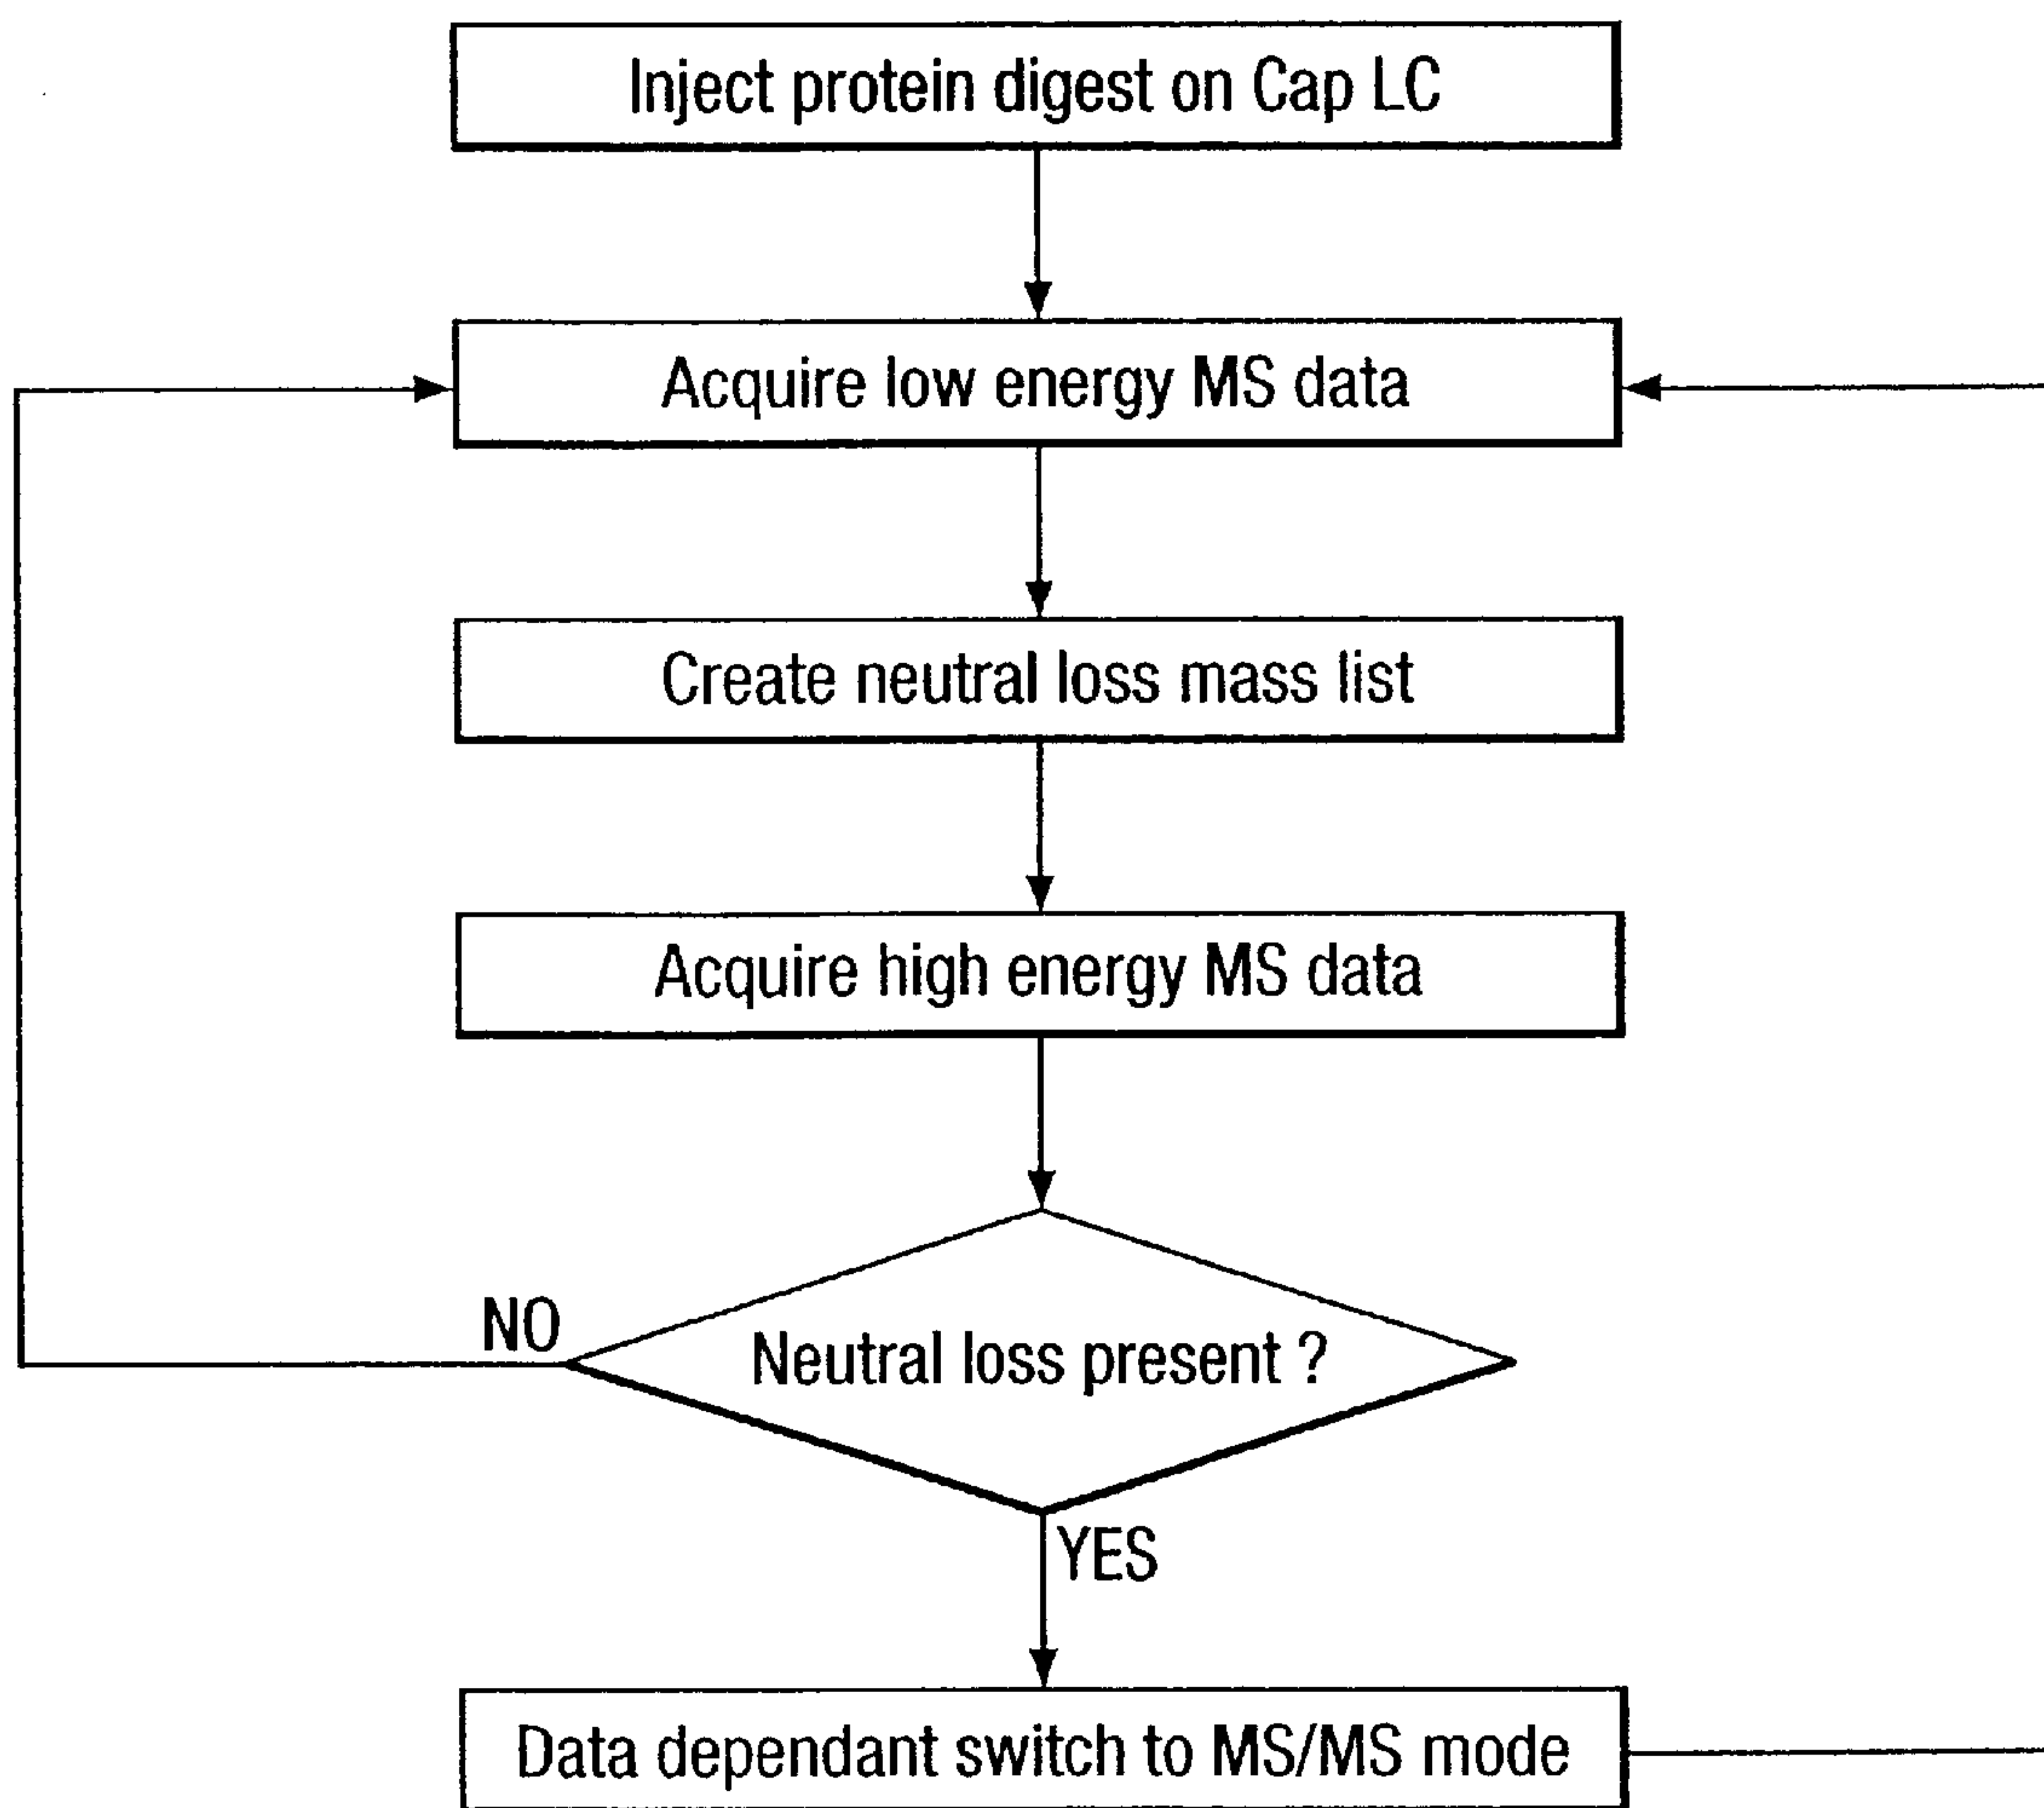 Inject protein digest on Cap LC
Acquire low energy MS data
Create neutral loss mass list
Acquire high energy MS data
NO
Neutral loss present ?
YES
Data dependant switch to MS/MS mode